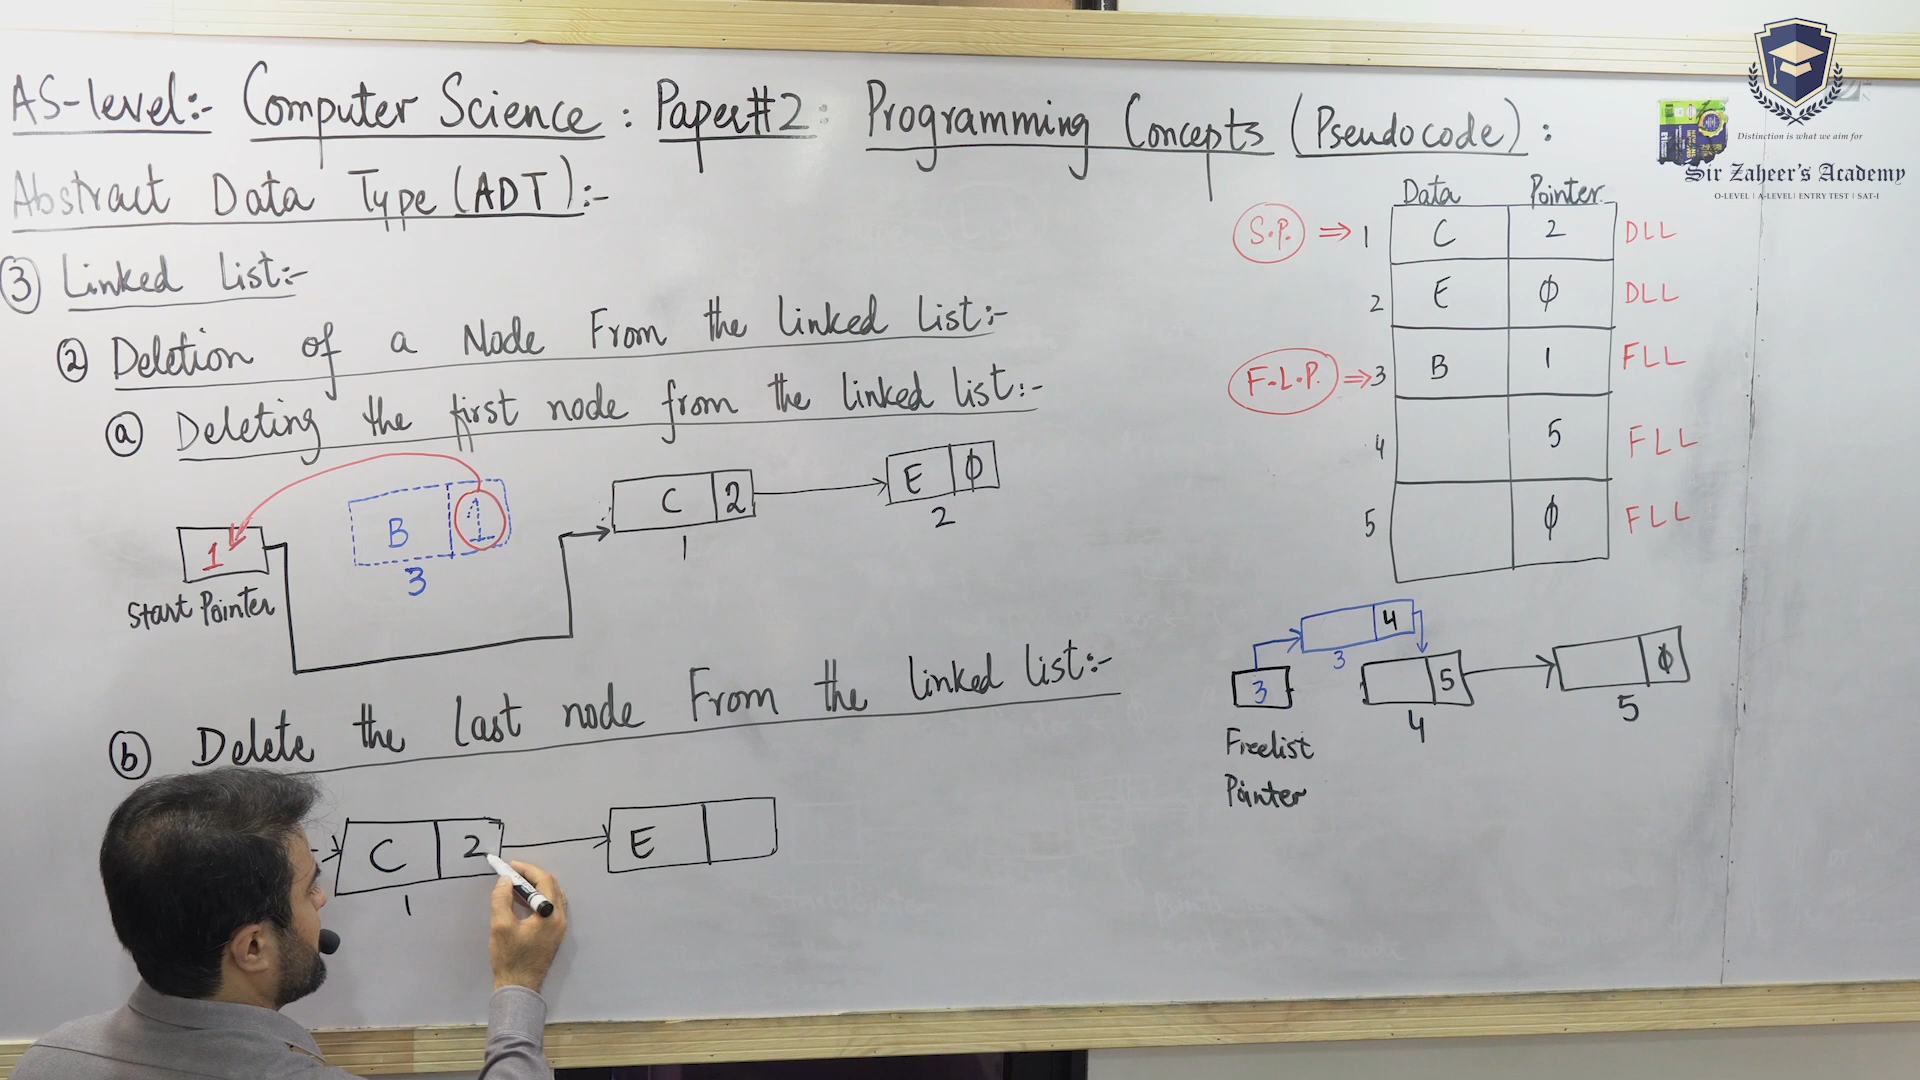 AS-level:- Computer Science : Paper#2 : Programming Concepts (Pseudocode) :
Abstract Data Type (ADT):-
③ Linked List:-
② Deletion of a Node From the linked list:-
ⓐ Deleting the first node from the linked list:-
1
Start Pointer
B 1
3
C 2
1
E φ
2
ⓑ Delete the last node From the linked list:-
C 2
1
E
Distinction is what we aim for
Sir Zaheer's Academy
O-LEVEL | A-LEVEL | ENTRY TEST | SAT-I
Data Pointer
S.P. ⇒ 1 C 2 DLL
2 E φ DLL
F.L.P. ⇒ 3 B 1 FLL
4 5 FLL
5 φ FLL
4
3
3
Freelist
Pointer
5
4
φ
5